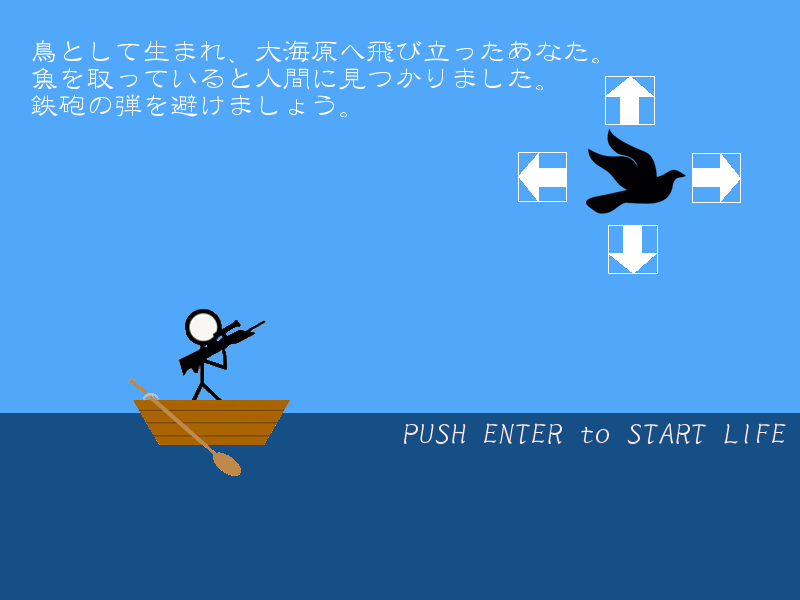 鳥として生まれ、大海原へ飛び立ったあなた。
魚を取っていると人間に見つかりました。
鉄砲の弾を避けましょう。
PUSH ENTER to START LIFE